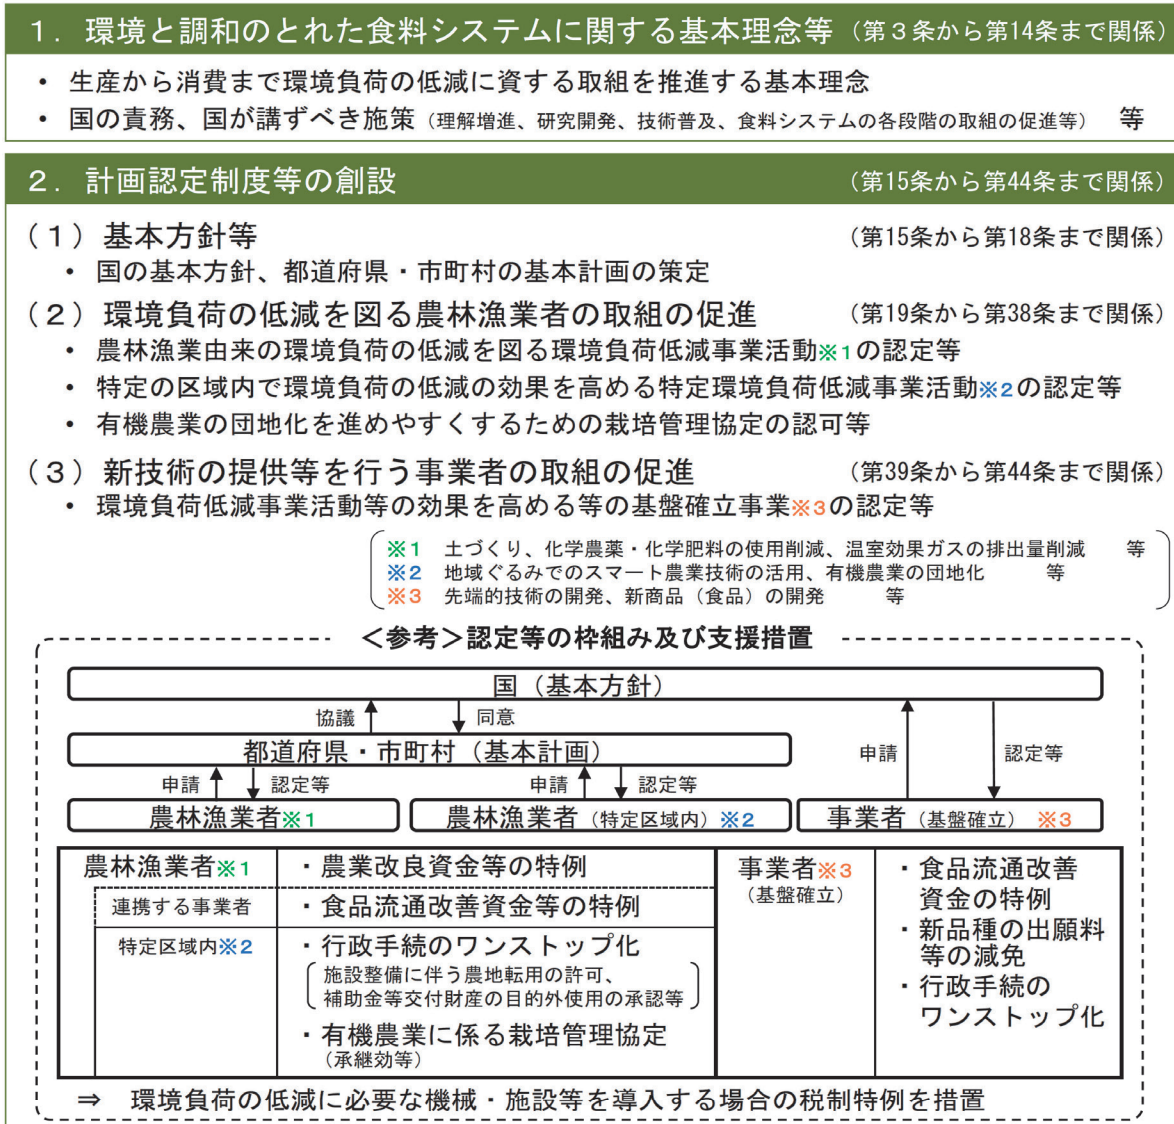 １．環境と調和のとれた食料システムに関する基本理念等（第３条から第14条まで関係）
・ 生産から消費まで環境負荷の低減に資する取組を推進する基本理念
・ 国の責務、国が講ずべき施策（理解増進、研究開発、技術普及、食料システムの各段階の取組の促進等） 等
２．計画認定制度等の創設 （第15条から第44条まで関係）
（１）基本方針等 （第15条から第18条まで関係）
・ 国の基本方針、都道府県・市町村の基本計画の策定
（２）環境負荷の低減を図る農林漁業者の取組の促進 （第19条から第38条まで関係）
・ 農林漁業由来の環境負荷の低減を図る環境負荷低減事業活動※1の認定等
・ 特定の区域内で環境負荷の低減の効果を高める特定環境負荷低減事業活動※2の認定等
・ 有機農業の団地化を進めやすくするための栽培管理協定の認可等
（３）新技術の提供等を行う事業者の取組の促進 （第39条から第44条まで関係）
・ 環境負荷低減事業活動等の効果を高める等の基盤確立事業※3の認定等
※1 土づくり、化学農薬・化学肥料の使用削減、温室効果ガスの排出量削減 等
※2 地域ぐるみでのスマート農業技術の活用、有機農業の団地化 等
※3 先端的技術の開発、新商品（食品）の開発 等
＜参考＞認定等の枠組み及び支援措置
国（基本方針）
協議 同意
都道府県・市町村（基本計画）
申請 認定等
申請 認定等
申請 認定等
農林漁業者※1
農林漁業者（特定区域内）※2
事業者（基盤確立）※3
農林漁業者※1
・農業改良資金等の特例
連携する事業者
・食品流通改善資金等の特例
特定区域内※2
・行政手続のワンストップ化
施設整備に伴う農地転用の許可、
補助金等交付財産の目的外使用の承認等
・有機農業に係る栽培管理協定
（承継効等）
事業者※3
（基盤確立）
・食品流通改善
資金の特例
・新品種の出願料
等の減免
・行政手続の
ワンストップ化
⇒ 環境負荷の低減に必要な機械・施設等を導入する場合の税制特例を措置